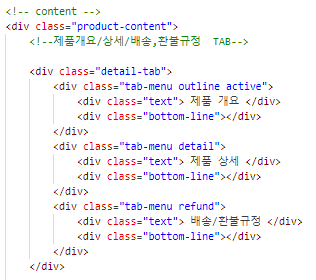 <!-- content -->
<div class="product-content">
<!--제품개요/상세/배송,환불규정  TAB-->
<div class="detail-tab">
<div class="tab-menu outline active">
<div class="text"> 제품 개요 </div>
<div class="bottom-line"></div>
</div>
<div class="tab-menu detail">
<div class="text"> 제품 상세 </div>
<div class="bottom-line"></div>
</div>
<div class="tab-menu refund">
<div class="text"> 배송/환불규정 </div>
<div class="bottom-line"></div>
</div>
</div>